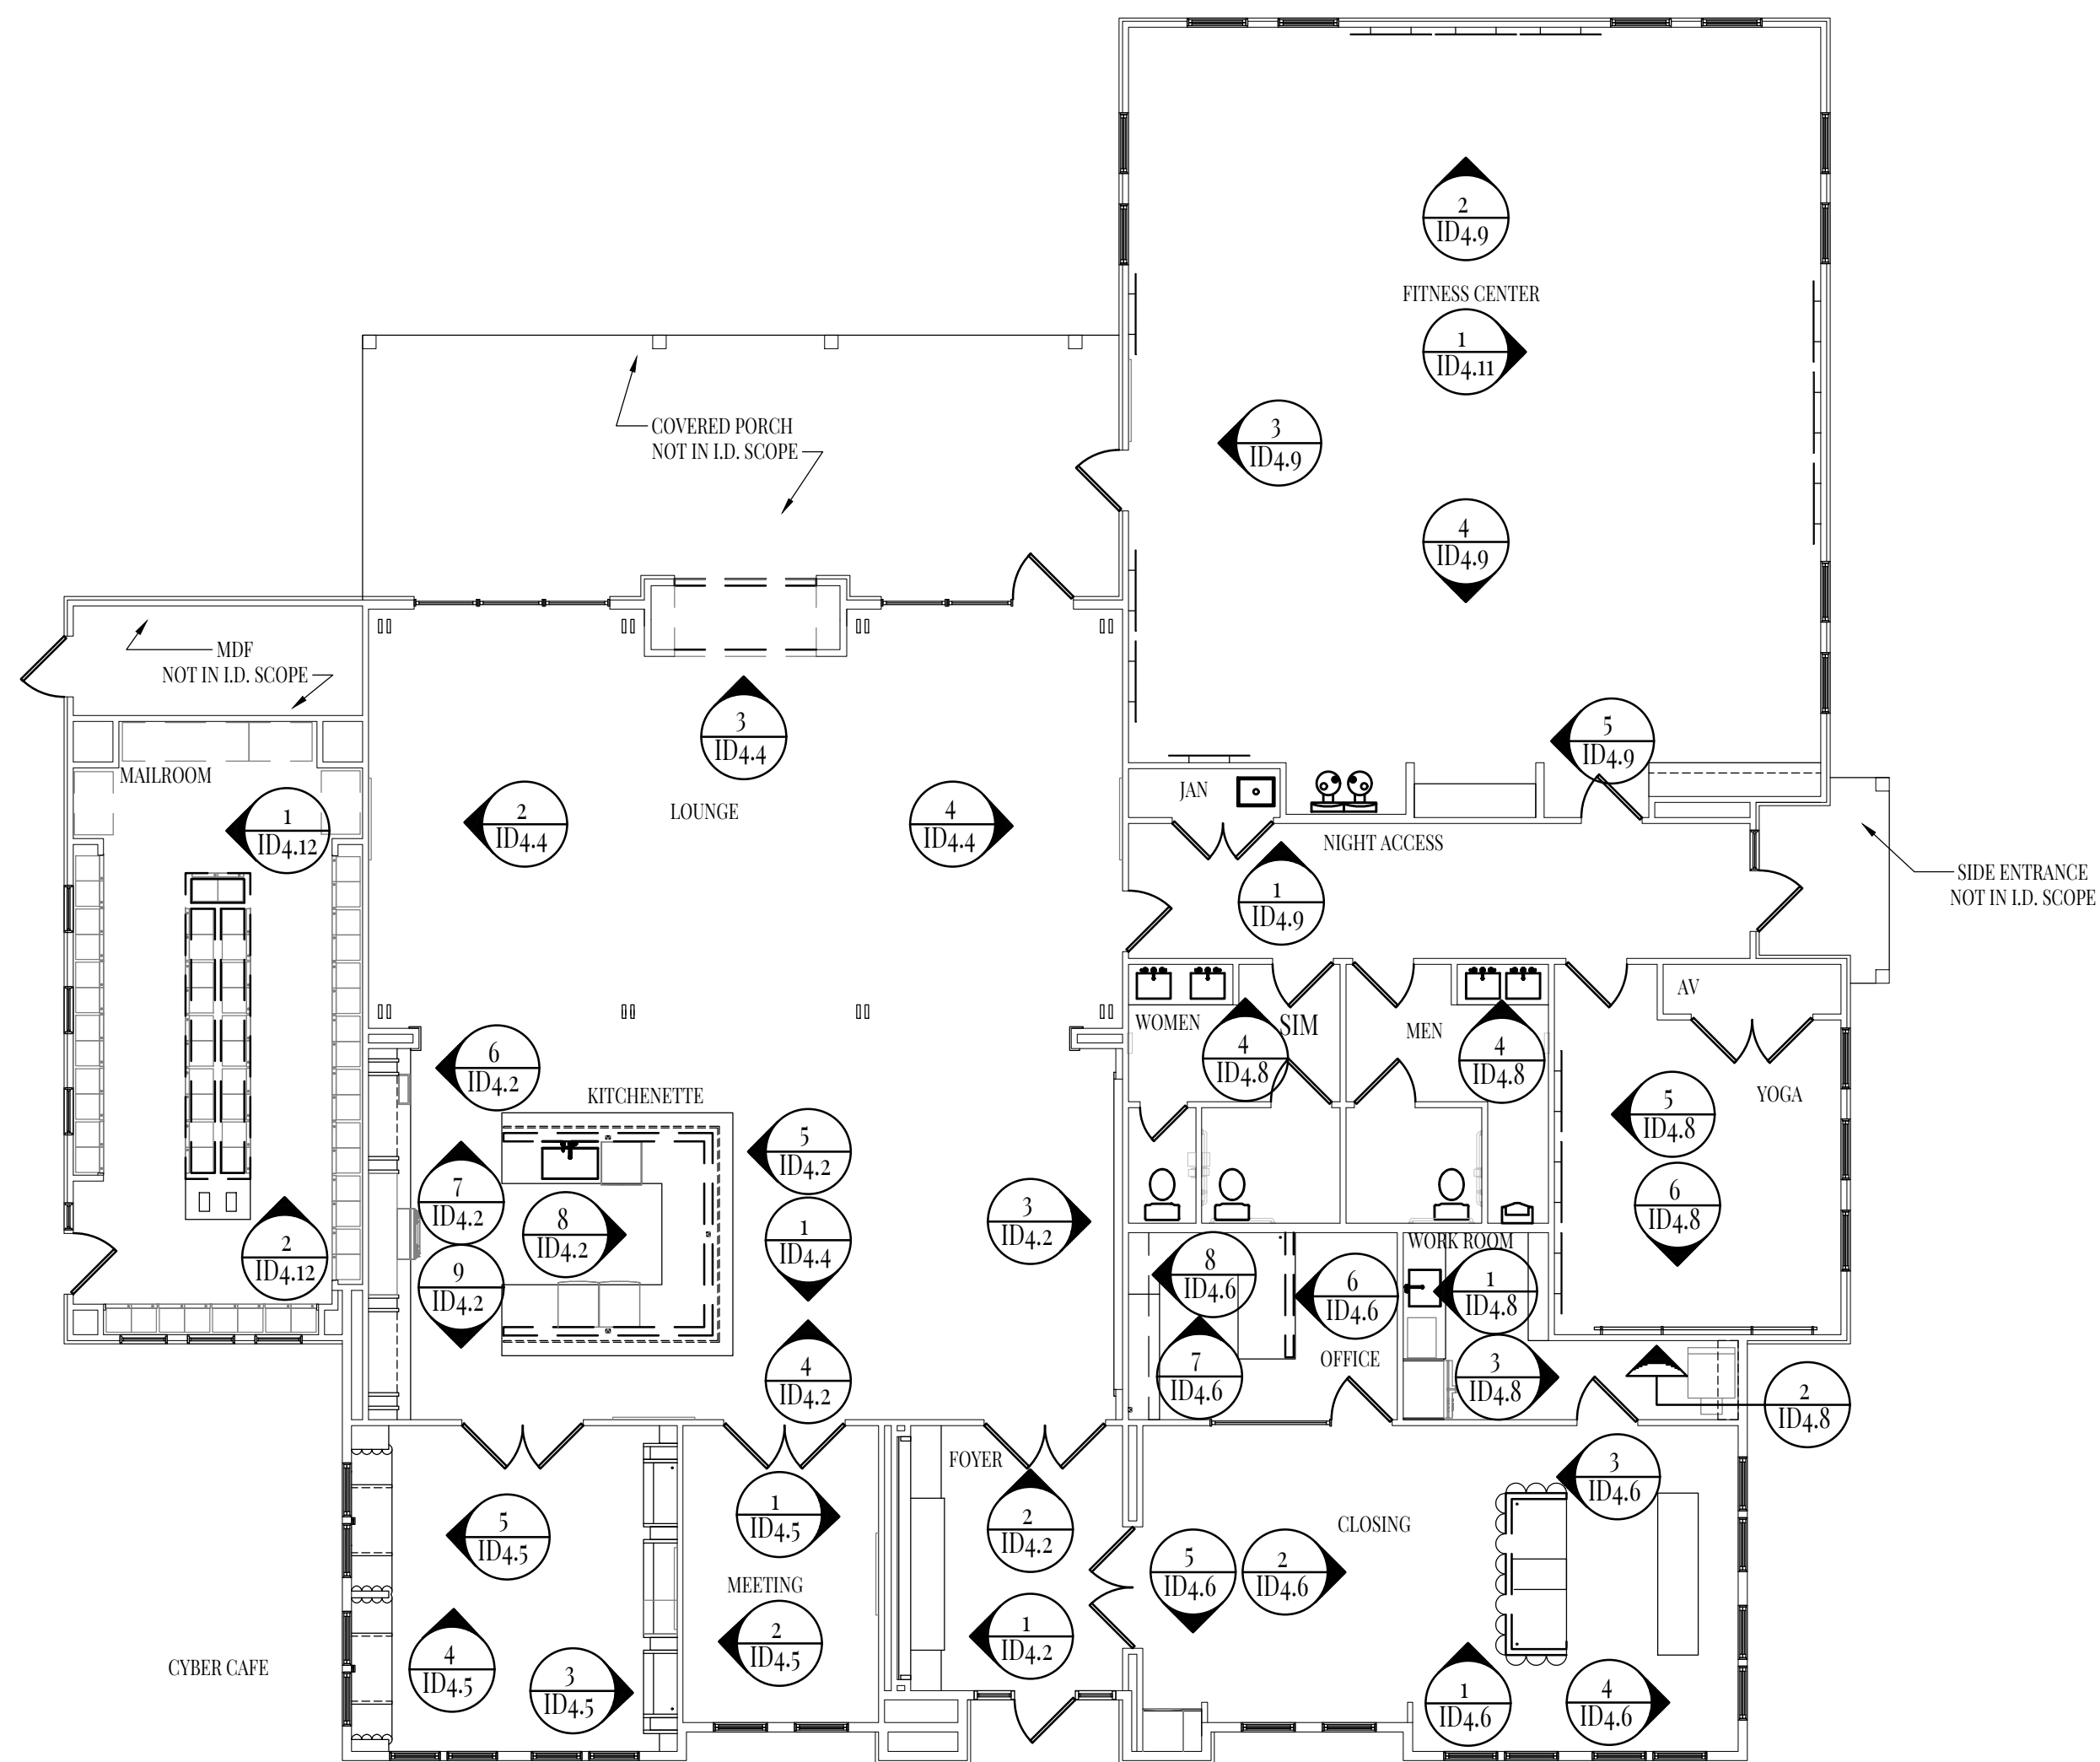 2
ID4.9
FITNESS CENTER
1
ID4.11
COVERED PORCH
NOT IN I.D. SCOPE
3
ID4.9
4
ID4.9
MDF
NOT IN I.D. SCOPE
3
ID4.4
5
ID4.9
MAILROOM
1
ID4.12
2
ID4.4
LOUNGE
4
ID4.4
JAN
NIGHT ACCESS
1
ID4.9
SIDE ENTRANCE
NOT IN I.D. SCOPE
WOMEN
SIM
4
ID4.8
MEN
4
ID4.8
AV
YOGA
5
ID4.8
6
ID4.8
6
ID4.2
KITCHENETTE
5
ID4.2
7
ID4.2
8
ID4.2
1
ID4.4
3
ID4.2
2
ID4.12
9
ID4.2
4
ID4.2
8
ID4.6
6
ID4.6
WORK ROOM
1
ID4.8
7
ID4.6
OFFICE
3
ID4.8
2
ID4.8
FOYER
3
ID4.6
5
ID4.5
1
ID4.5
2
ID4.2
CLOSING
MEETING
5
ID4.6
2
ID4.6
2
ID4.5
1
ID4.2
CYBER CAFE
4
ID4.5
3
ID4.5
1
ID4.6
4
ID4.6